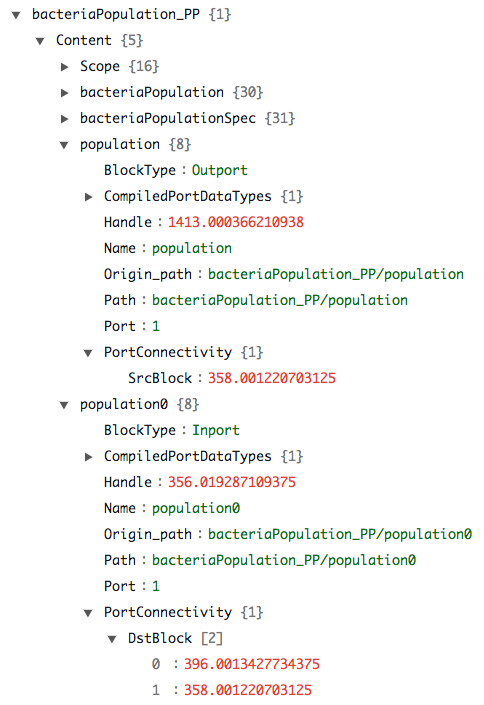 ▼ bacteriaPopulation_PP {1}
▼ Content {5}
▶ Scope {16}
▶ bacteriaPopulation {30}
▶ bacteriaPopulationSpec {31}
▼ population {8}
BlockType : Outport
▶ CompiledPortDataTypes {1}
Handle : 1413.000366210938
Name : population
Origin_path : bacteriaPopulation_PP/population
Path : bacteriaPopulation_PP/population
Port : 1
▼ PortConnectivity {1}
SrcBlock : 358.001220703125
▼ population0 {8}
BlockType : Inport
▶ CompiledPortDataTypes {1}
Handle : 356.019287109375
Name : population0
Origin_path : bacteriaPopulation_PP/population0
Path : bacteriaPopulation_PP/population0
Port : 1
▼ PortConnectivity {1}
▼ DstBlock [2]
0 : 396.0013427734375
1 : 358.001220703125